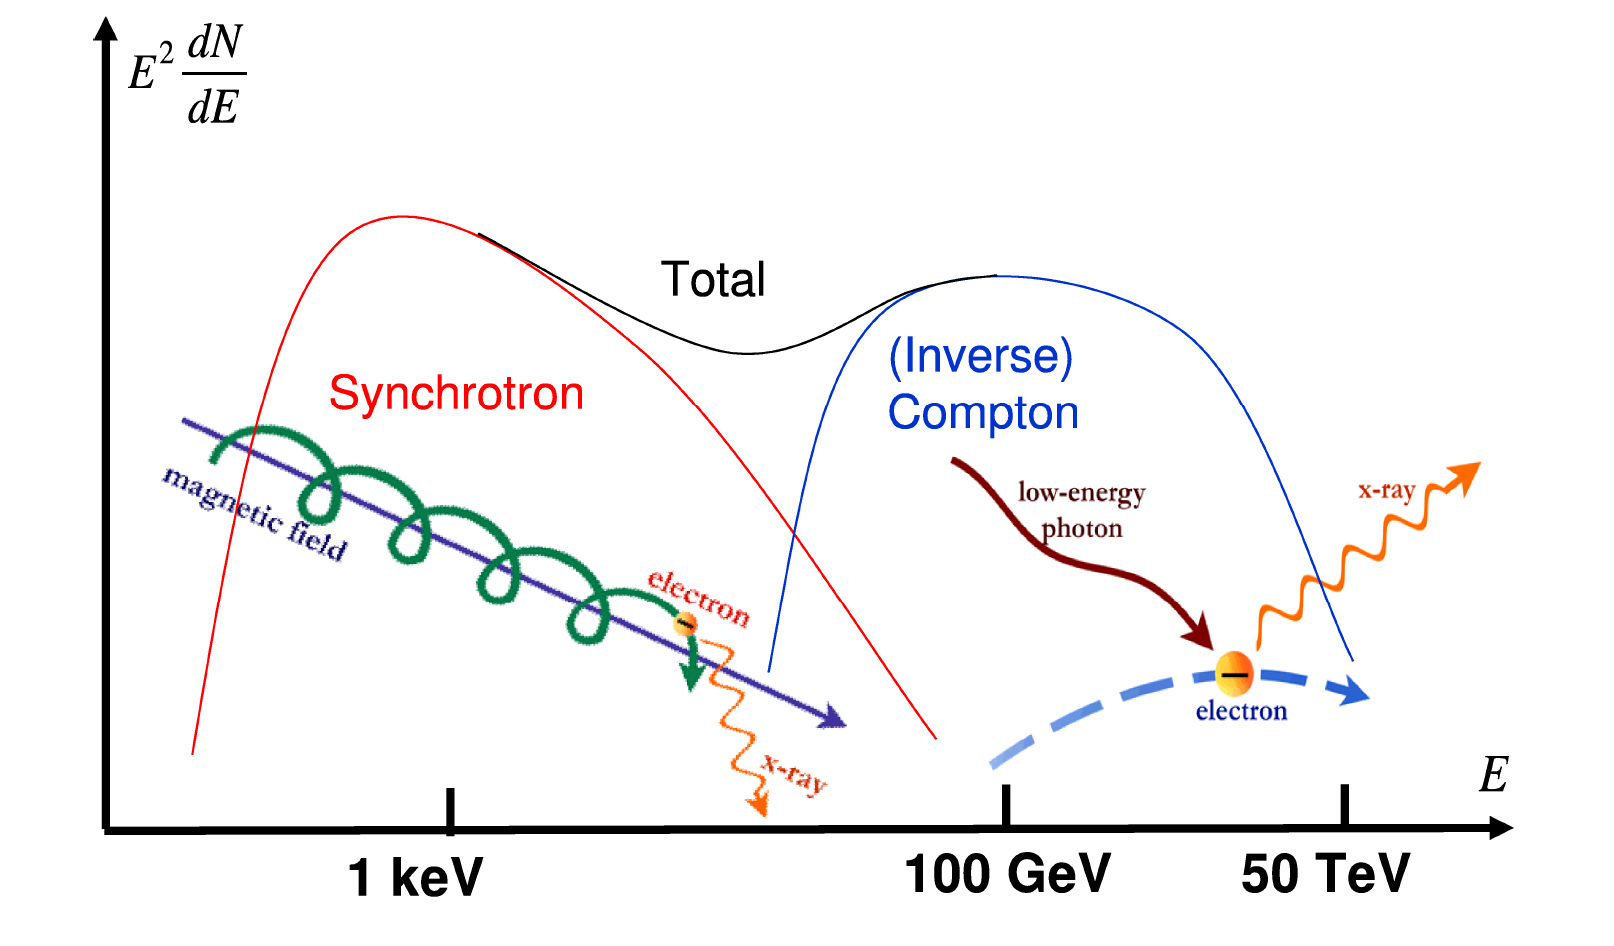 E² dN/dE
Total
(Inverse)
Compton
Synchrotron
magnetic field
low-energy
photon
x-ray
electron
electron
x-ray
E
1 keV
100 GeV
50 TeV